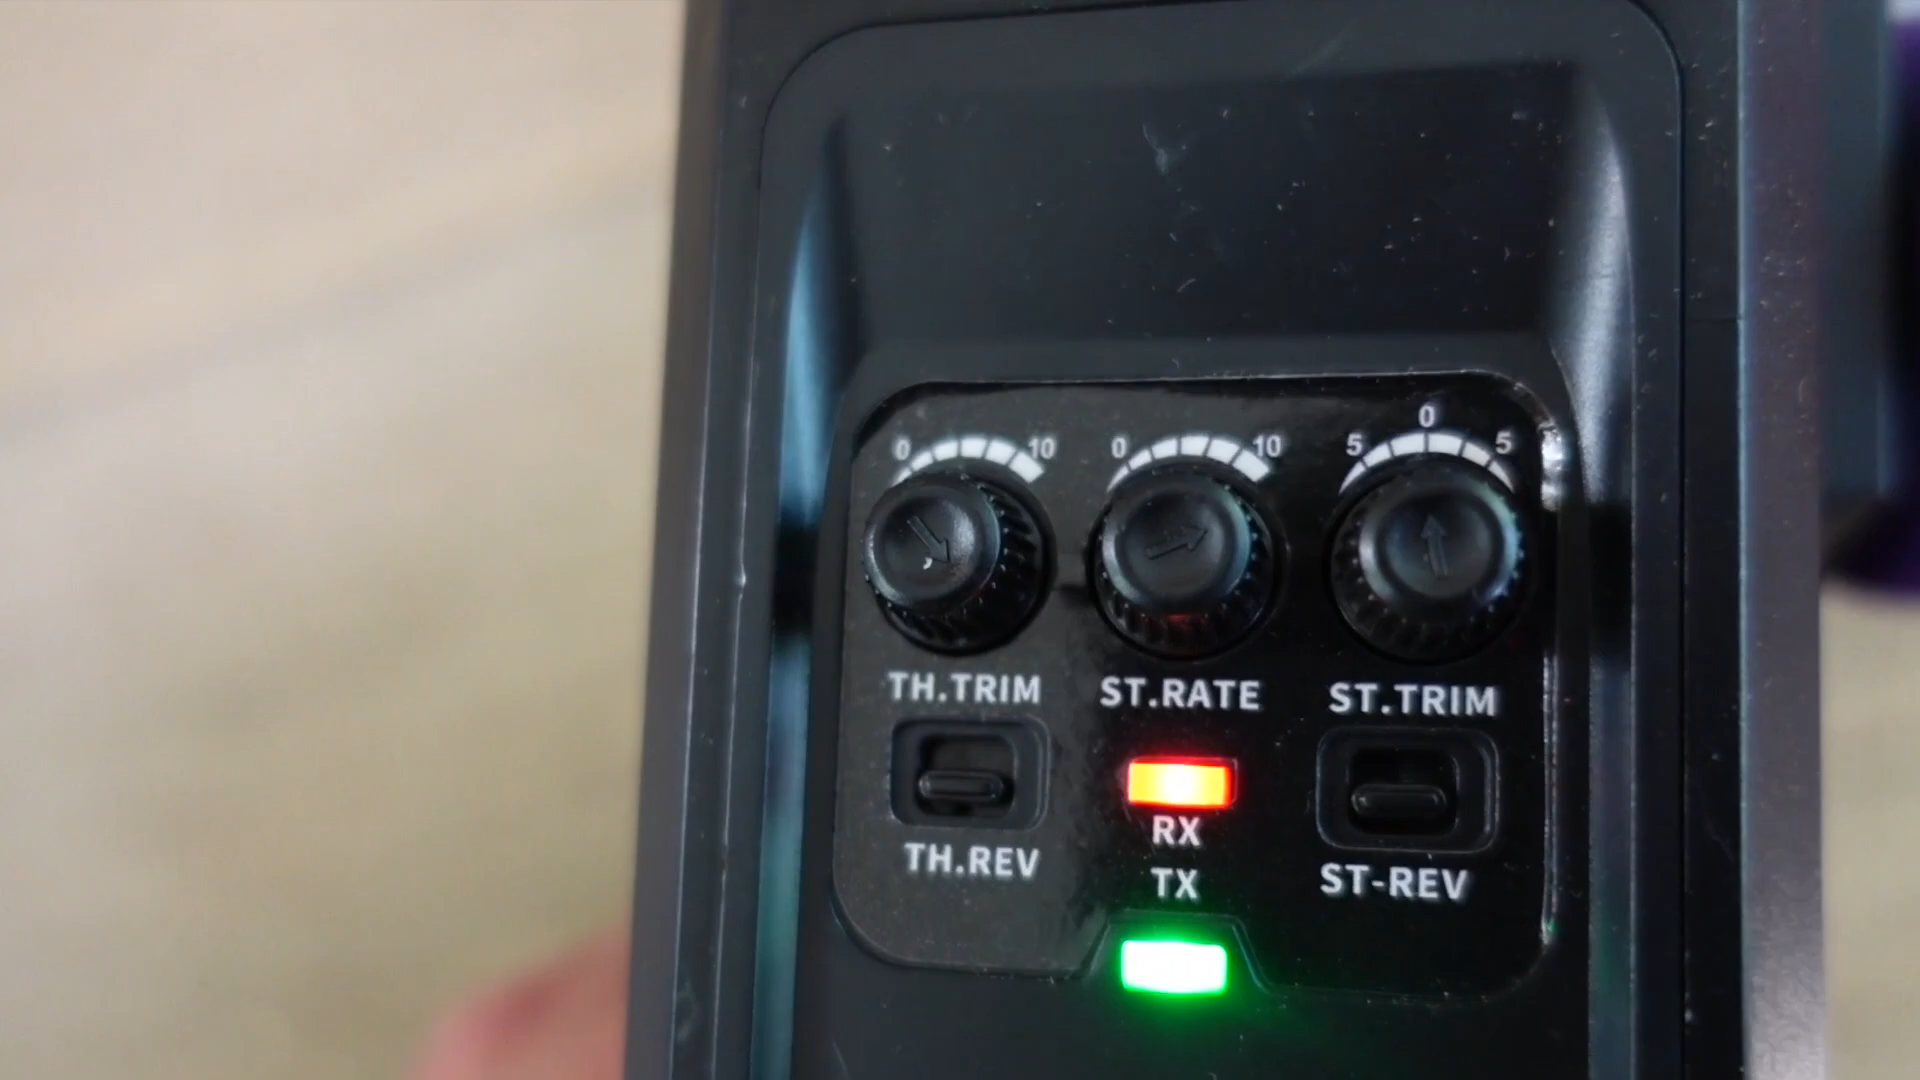 0 10 0 10 5 0 5
TH.TRIM ST.RATE ST.TRIM
RX
TH.REV TX ST-REV